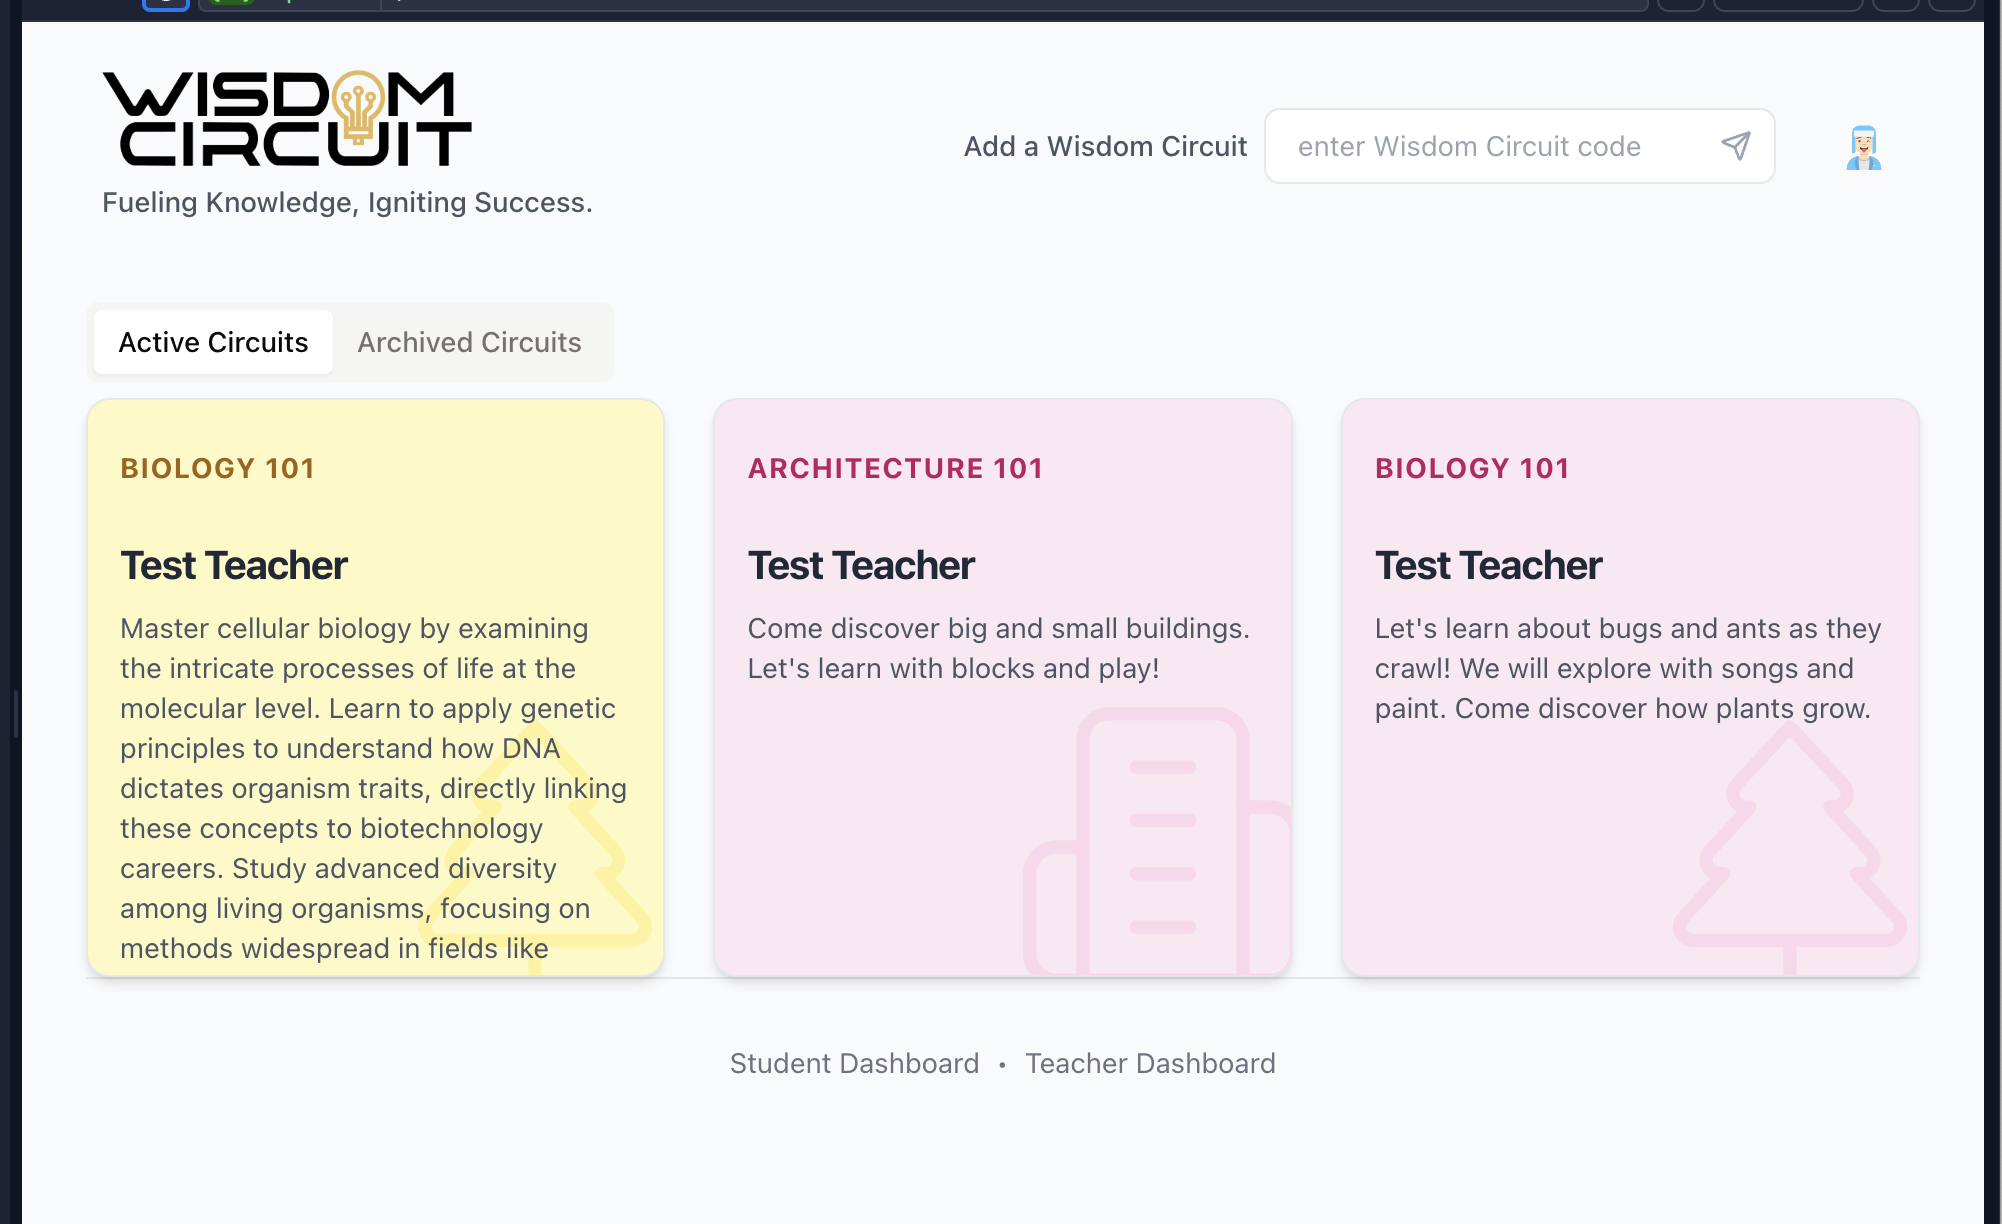 WISDOM
CIRCUIT
Fueling Knowledge, Igniting Success.
Add a Wisdom Circuit
enter Wisdom Circuit code
Active Circuits
Archived Circuits
BIOLOGY 101
Test Teacher
Master cellular biology by examining
the intricate processes of life at the
molecular level. Learn to apply genetic
principles to understand how DNA
dictates organism traits, directly linking
these concepts to biotechnology
careers. Study advanced diversity
among living organisms, focusing on
methods widespread in fields like
ARCHITECTURE 101
Test Teacher
Come discover big and small buildings.
Let's learn with blocks and play!
BIOLOGY 101
Test Teacher
Let's learn about bugs and ants as they
crawl! We will explore with songs and
paint. Come discover how plants grow.
Student Dashboard • Teacher Dashboard